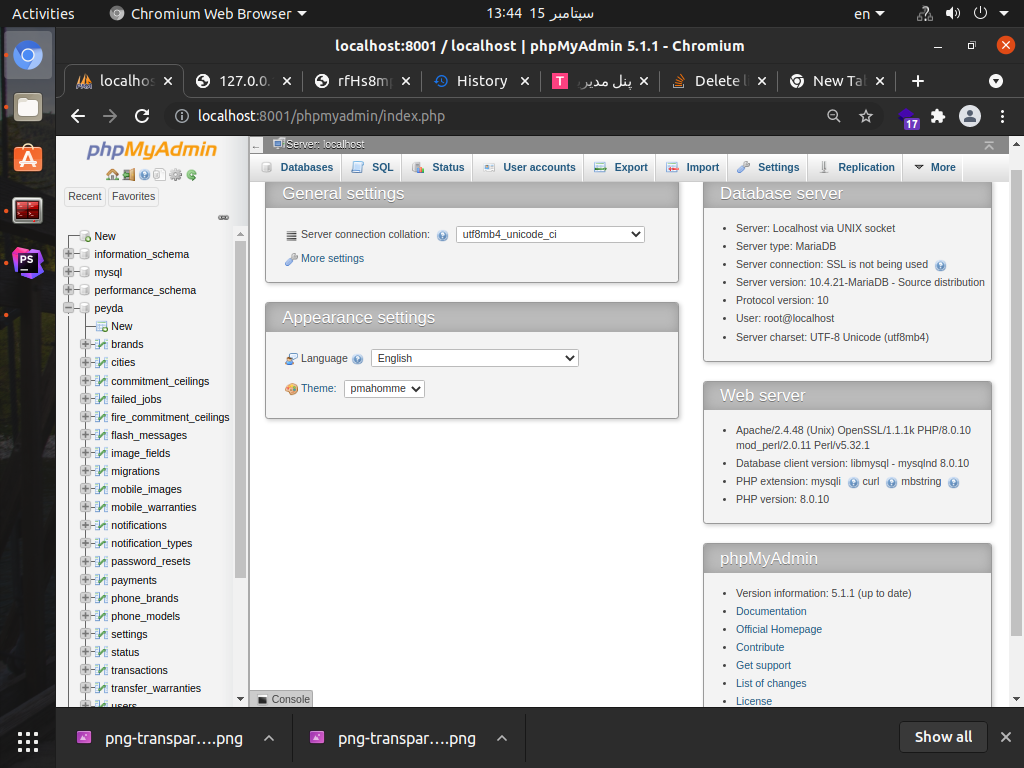 Activities
Chromium Web Browser
سپتامبر 15 13:44
en
localhost:8001 / localhost | phpMyAdmin 5.1.1 - Chromium
localhos
127.0.0.
rfHs8mp
History
پنل مدیر
Delete
New Tab
localhost:8001/phpmyadmin/index.php
17
phpMyAdmin
Recent
Favorites
New
information_schema
mysql
performance_schema
peyda
New
brands
cities
commitment_ceilings
failed_jobs
fire_commitment_ceilings
flash_messages
image_fields
migrations
mobile_images
mobile_warranties
notifications
notification_types
password_resets
payments
phone_brands
phone_models
settings
status
transactions
transfer_warranties
users
Server: localhost
Databases
SQL
Status
User accounts
Export
Import
Settings
Replication
More
General settings
Server connection collation:
utf8mb4_unicode_ci
More settings
Appearance settings
Language
English
Theme:
pmahomme
Database server
Server: Localhost via UNIX socket
Server type: MariaDB
Server connection: SSL is not being used
Server version: 10.4.21-MariaDB - Source distribution
Protocol version: 10
User: root@localhost
Server charset: UTF-8 Unicode (utf8mb4)
Web server
Apache/2.4.48 (Unix) OpenSSL/1.1.1k PHP/8.0.10
mod_perl/2.0.11 Perl/v5.32.1
Database client version: libmysql - mysqlnd 8.0.10
PHP extension: mysqli curl mbstring
PHP version: 8.0.10
phpMyAdmin
Version information: 5.1.1 (up to date)
Documentation
Official Homepage
Contribute
Get support
List of changes
License
Console
png-transpar....png
png-transpar....png
Show all
PS
T